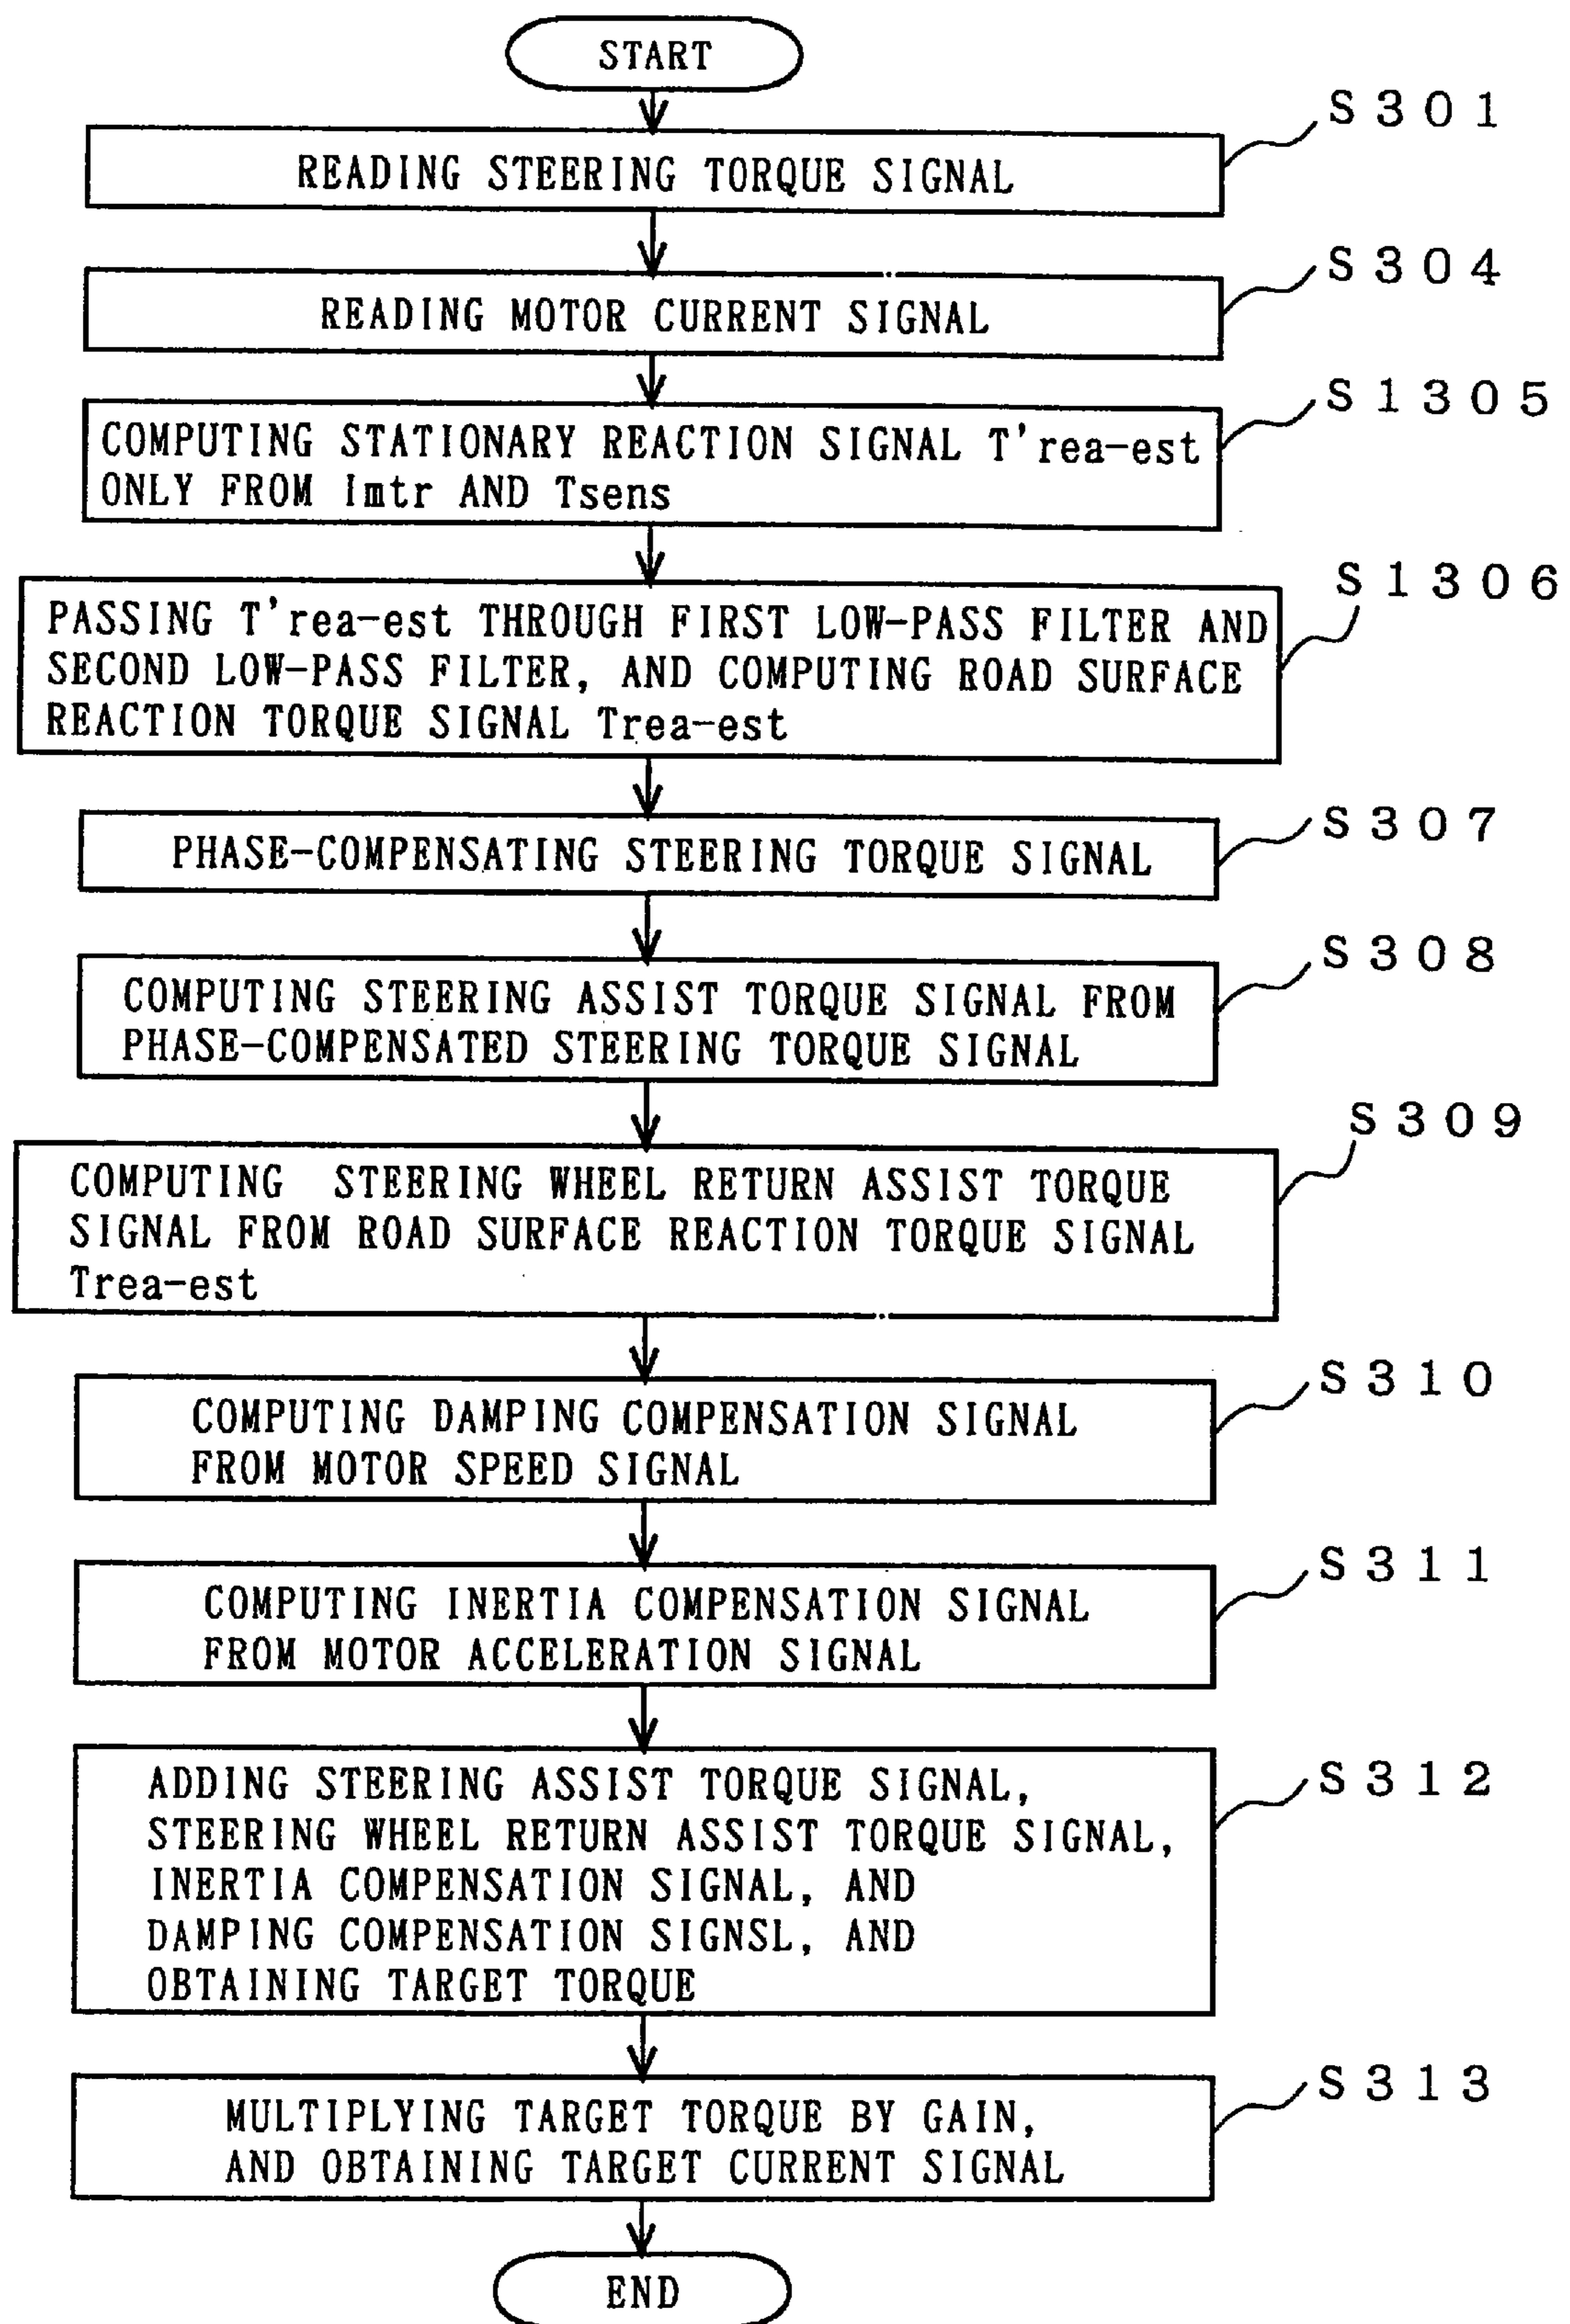 START
S301
READING STEERING TORQUE SIGNAL
S304
READING MOTOR CURRENT SIGNAL
S1305
COMPUTING STATIONARY REACTION SIGNAL T'rea-est
ONLY FROM Imtr AND Tsens
S1306
PASSING T'rea-est THROUGH FIRST LOW-PASS FILTER AND
SECOND LOW-PASS FILTER, AND COMPUTING ROAD SURFACE
REACTION TORQUE SIGNAL Trea-est
S307
PHASE-COMPENSATING STEERING TORQUE SIGNAL
S308
COMPUTING STEERING ASSIST TORQUE SIGNAL FROM
PHASE-COMPENSATED STEERING TORQUE SIGNAL
S309
COMPUTING STEERING WHEEL RETURN ASSIST TORQUE
SIGNAL FROM ROAD SURFACE REACTION TORQUE SIGNAL
Trea-est
S310
COMPUTING DAMPING COMPENSATION SIGNAL
FROM MOTOR SPEED SIGNAL
S311
COMPUTING INERTIA COMPENSATION SIGNAL
FROM MOTOR ACCELERATION SIGNAL
S312
ADDING STEERING ASSIST TORQUE SIGNAL,
STEERING WHEEL RETURN ASSIST TORQUE SIGNAL,
INERTIA COMPENSATION SIGNAL, AND
DAMPING COMPENSATION SIGNSL, AND
OBTAINING TARGET TORQUE
S313
MULTIPLYING TARGET TORQUE BY GAIN,
AND OBTAINING TARGET CURRENT SIGNAL
END